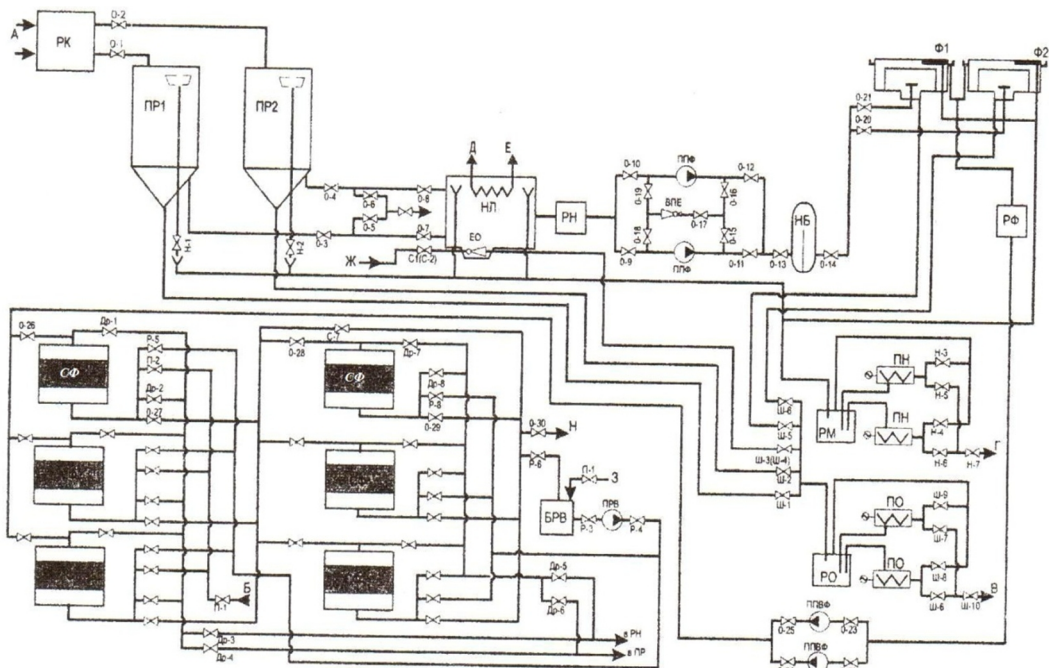 А
РК
О-2
О-1
ПР1
ПР2
Н-1
Н-2
О-4
О-6
О-8
О-5
О-3
О-7
Д
Е
НЛ
ЕО
Ж
С1(С-2)
РН
О-10
ППФ
О-12
О-19
О-16
ВПЕ
О-17
О-18
О-15
О-9
ППФ
О-11
О-13
НБ
О-14
Ф1
Ф2
О-21
О-20
РФ
О-26
Др-1
СФ
Р-5
П-2
Др-2
О-27
С-7
О-28
Др-7
СФ
Др-8
Р-8
О-29
О-30
Н
Р-6
П-1
З
БРВ
Р-3
ПРВ
Р-4
Б
П-1
Др-5
Др-6
Др-3
Др-4
в РН
в ПР
Ш-6
Ш-5
Ш-3(Ш-4)
Ш-2
Ш-1
РМ
ПН
Н-3
Н-5
ПН
Н-4
Н-6
Н-7
Г
РО
ПО
Ш-9
Ш-7
ПО
Ш-8
Ш-6
Ш-10
В
ППВФ
О-25
О-23
ППВФ